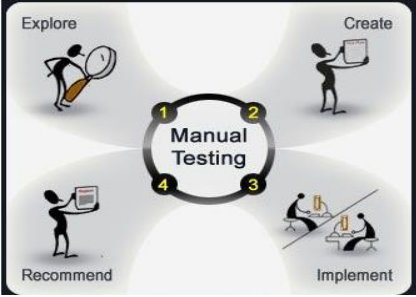 Explore
Create
1
2
Manual
Testing
4
3
Recommend
Implement